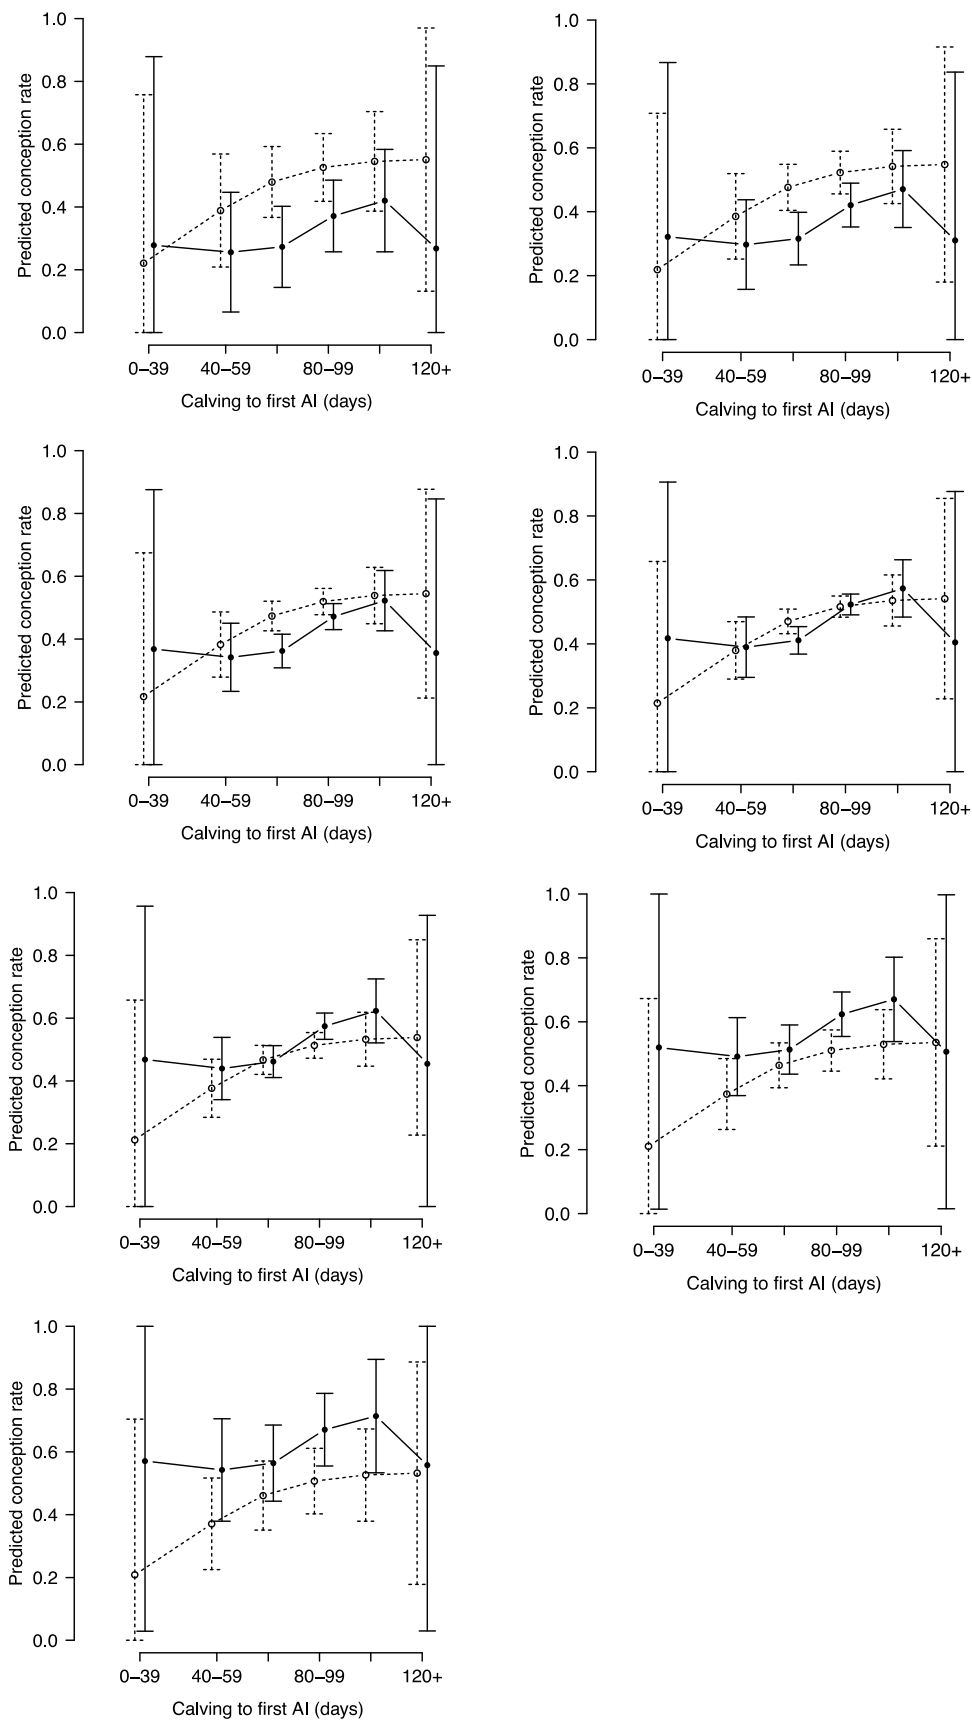 1.0
0.8
0.6
0.4
0.2
0.0
Predicted conception rate
0–39 40–59 80–99 120+
Calving to first AI (days)
1.0
0.8
0.6
0.4
0.2
0.0
Predicted conception rate
0–39 40–59 80–99 120+
Calving to first AI (days)
1.0
0.8
0.6
0.4
0.2
0.0
Predicted conception rate
0–39 40–59 80–99 120+
Calving to first AI (days)
1.0
0.8
0.6
0.4
0.2
0.0
Predicted conception rate
0–39 40–59 80–99 120+
Calving to first AI (days)
1.0
0.8
0.6
0.4
0.2
0.0
Predicted conception rate
0–39 40–59 80–99 120+
Calving to first AI (days)
1.0
0.8
0.6
0.4
0.2
0.0
Predicted conception rate
0–39 40–59 80–99 120+
Calving to first AI (days)
1.0
0.8
0.6
0.4
0.2
0.0
Predicted conception rate
0–39 40–59 80–99 120+
Calving to first AI (days)